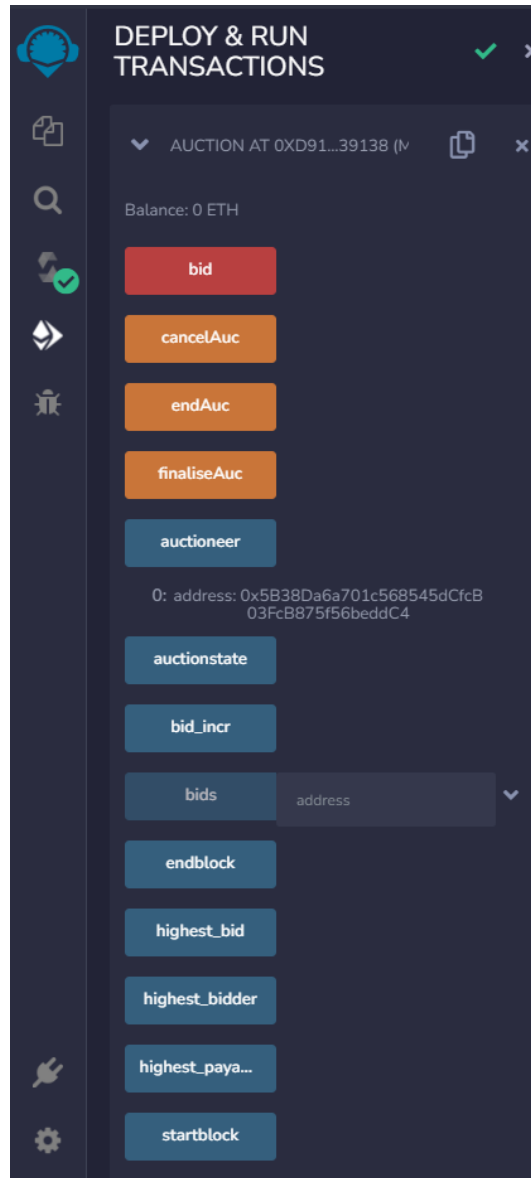 DEPLOY & RUN
TRANSACTIONS
AUCTION AT 0XD91...39138 (M
Balance: 0 ETH
bid
cancelAuc
endAuc
finaliseAuc
auctioneer
0: address: 0x5B38Da6a701c568545dCfcB
03FcB875f56beddC4
auctionstate
bid_incr
bids address
endblock
highest_bid
highest_bidder
highest_paya...
startblock